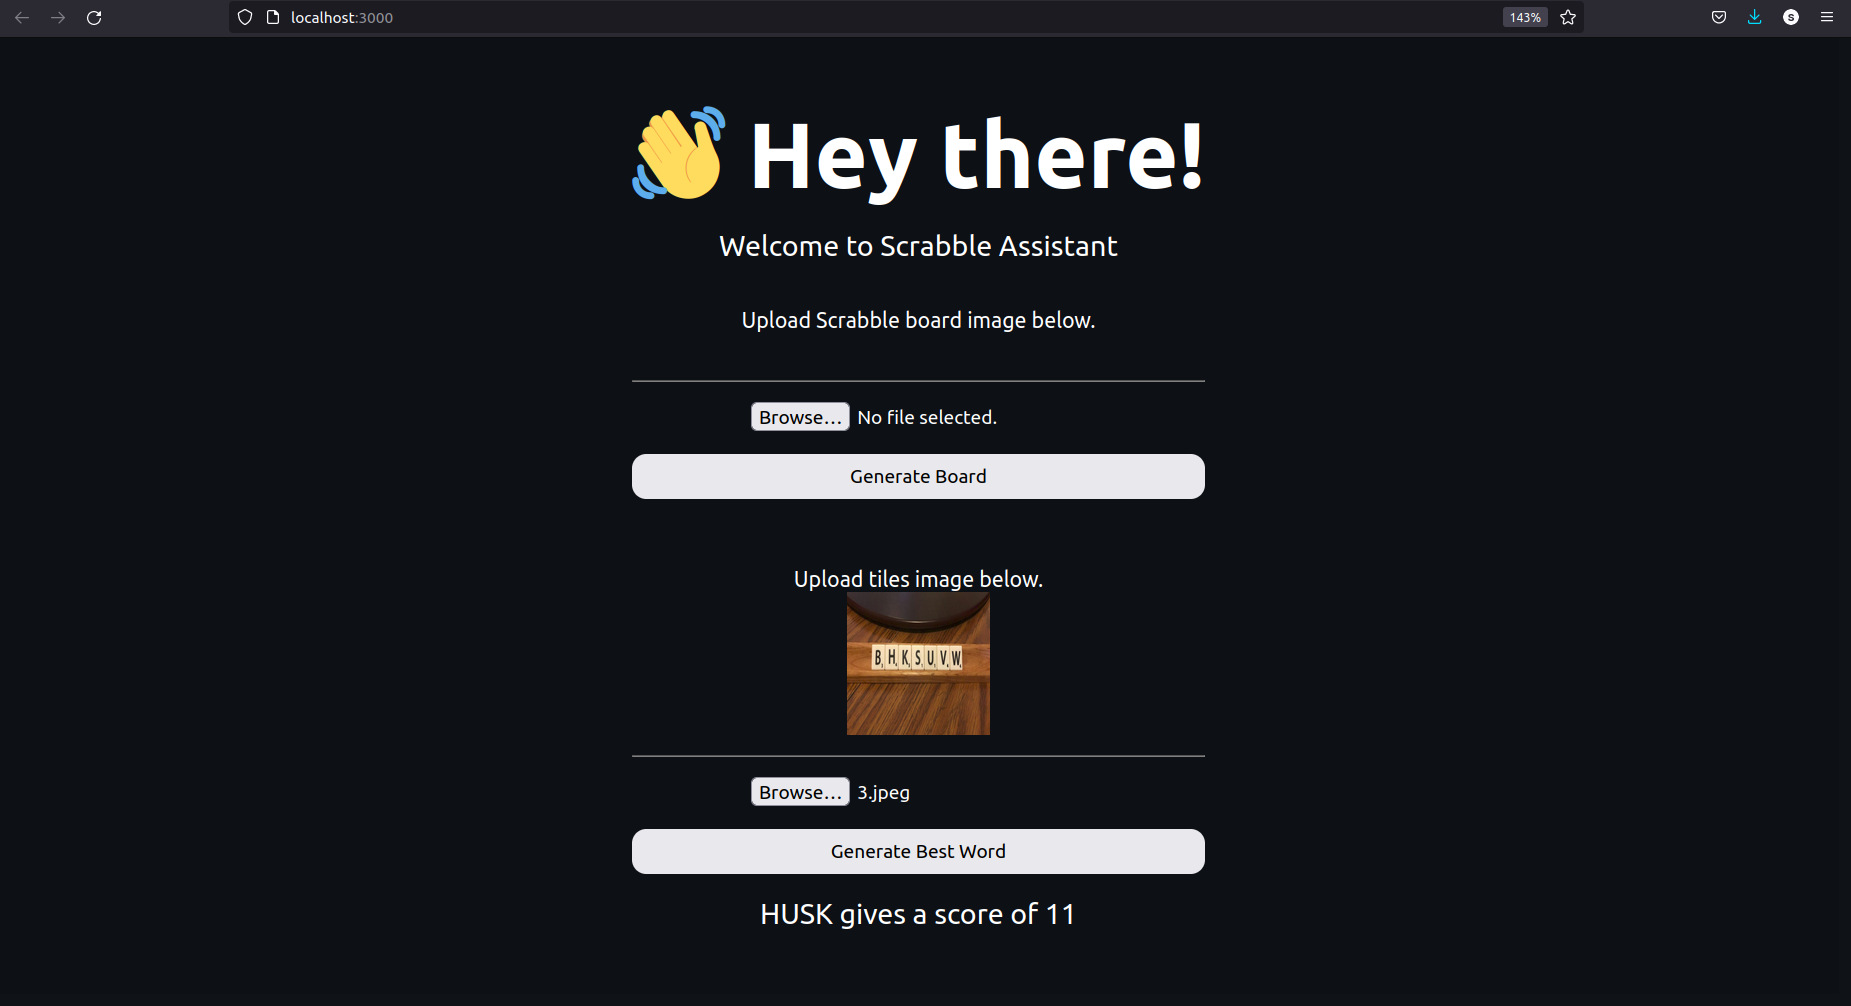 localhost:3000
143%
S
Hey there!
Welcome to Scrabble Assistant
Upload Scrabble board image below.
Browse... No file selected.
Generate Board
Upload tiles image below.
B H K S U V W
Browse... 3.jpeg
Generate Best Word
HUSK gives a score of 11